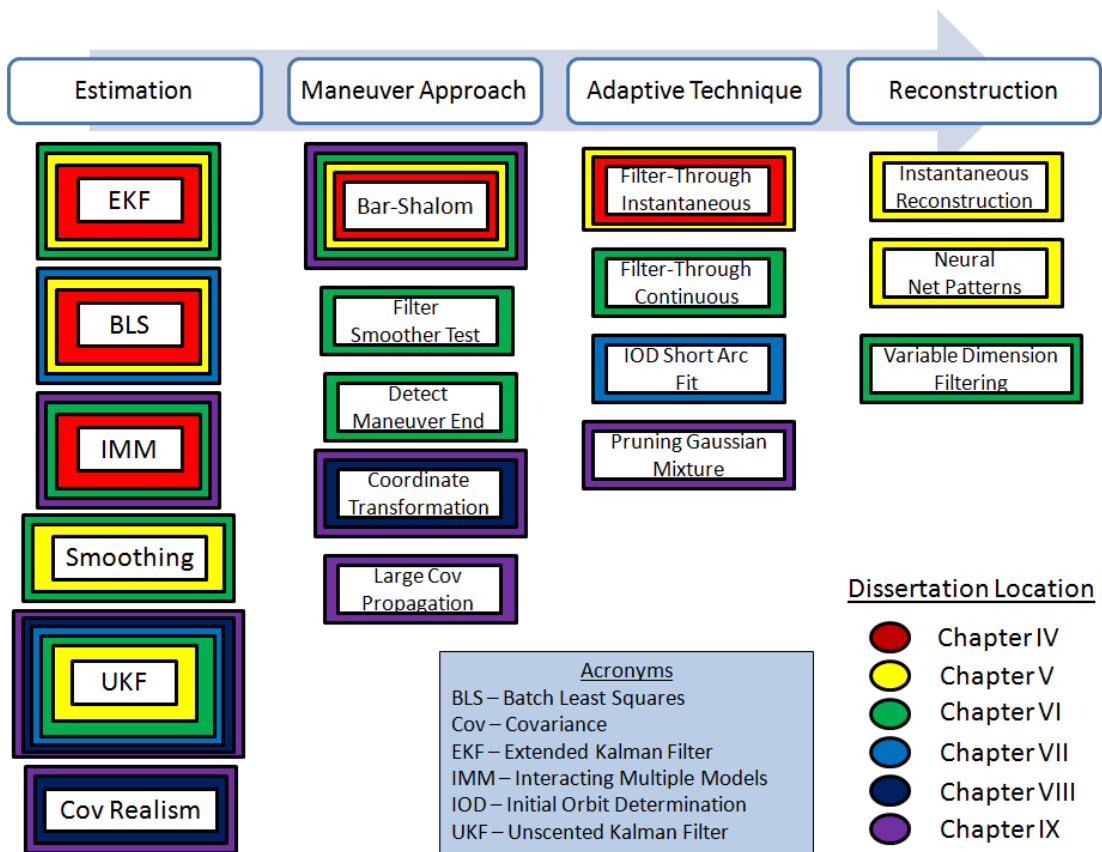 Estimation
Maneuver Approach
Adaptive Technique
Reconstruction
EKF
BLS
IMM
Smoothing
UKF
Cov Realism
Bar-Shalom
Filter
Smoother Test
Detect
Maneuver End
Coordinate
Transformation
Large Cov
Propagation
Filter-Through
Instantaneous
Filter-Through
Continuous
IOD Short Arc
Fit
Pruning Gaussian
Mixture
Instantaneous
Reconstruction
Neural
Net Patterns
Variable Dimension
Filtering
Acronyms
BLS – Batch Least Squares
Cov – Covariance
EKF – Extended Kalman Filter
IMM – Interacting Multiple Models
IOD – Initial Orbit Determination
UKF – Unscented Kalman Filter
Dissertation Location
Chapter IV
Chapter V
Chapter VI
Chapter VII
Chapter VIII
Chapter IX